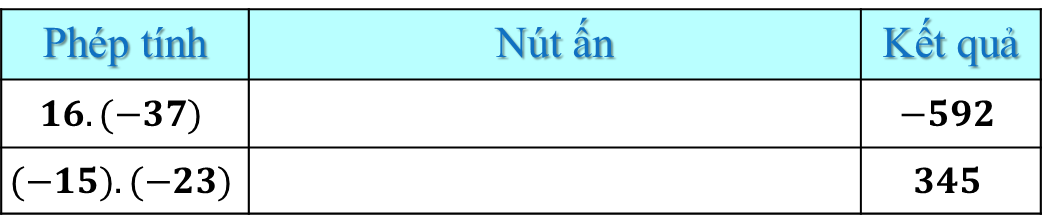 Phép tính Nút ấn Kết quả
16. (−37) −592
(−15). (−23) 345